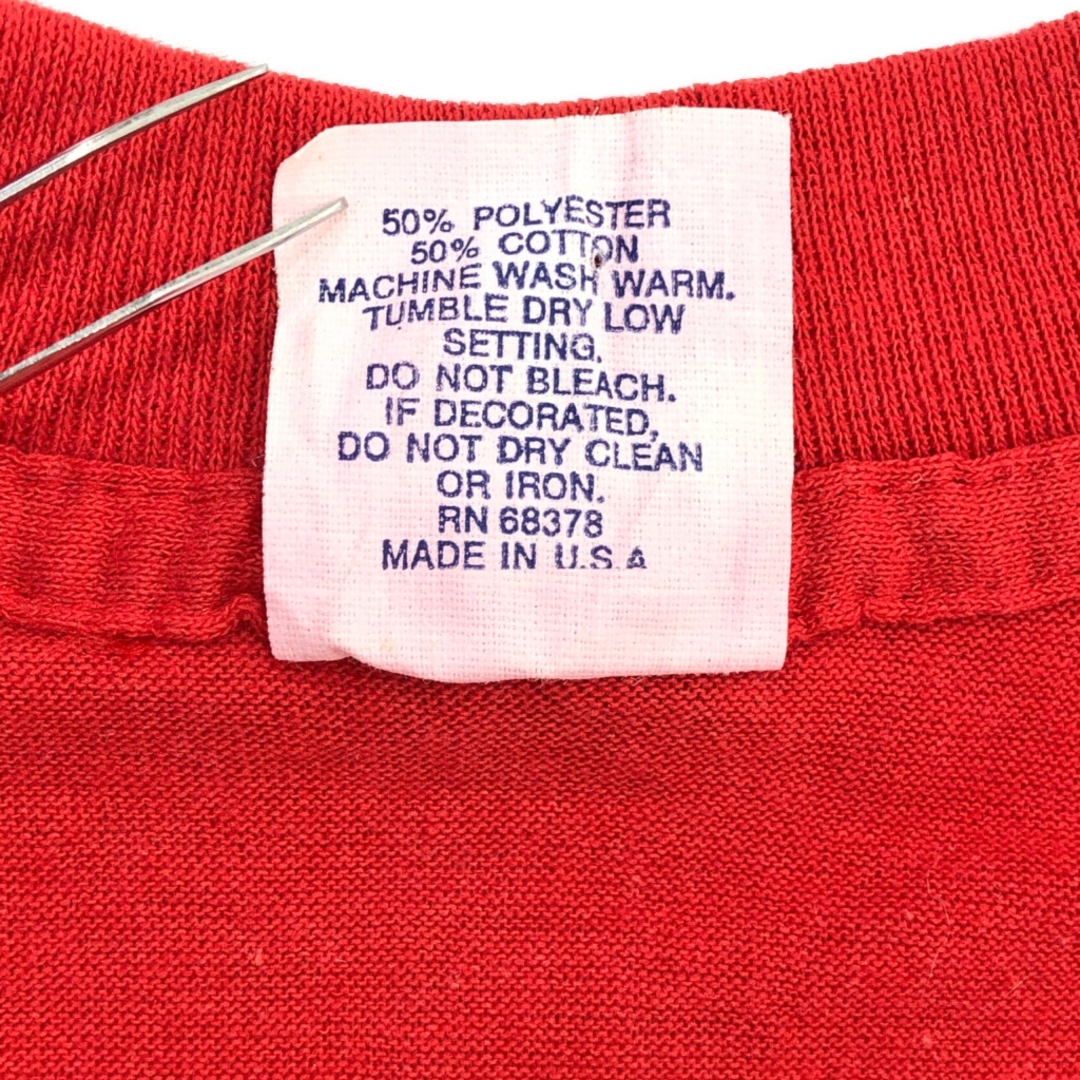 50% POLYESTER
50% COTTON
MACHINE WASH WARM.
TUMBLE DRY LOW
SETTING.
DO NOT BLEACH.
IF DECORATED,
DO NOT DRY CLEAN
OR IRON.
RN 68378
MADE IN U.S.A